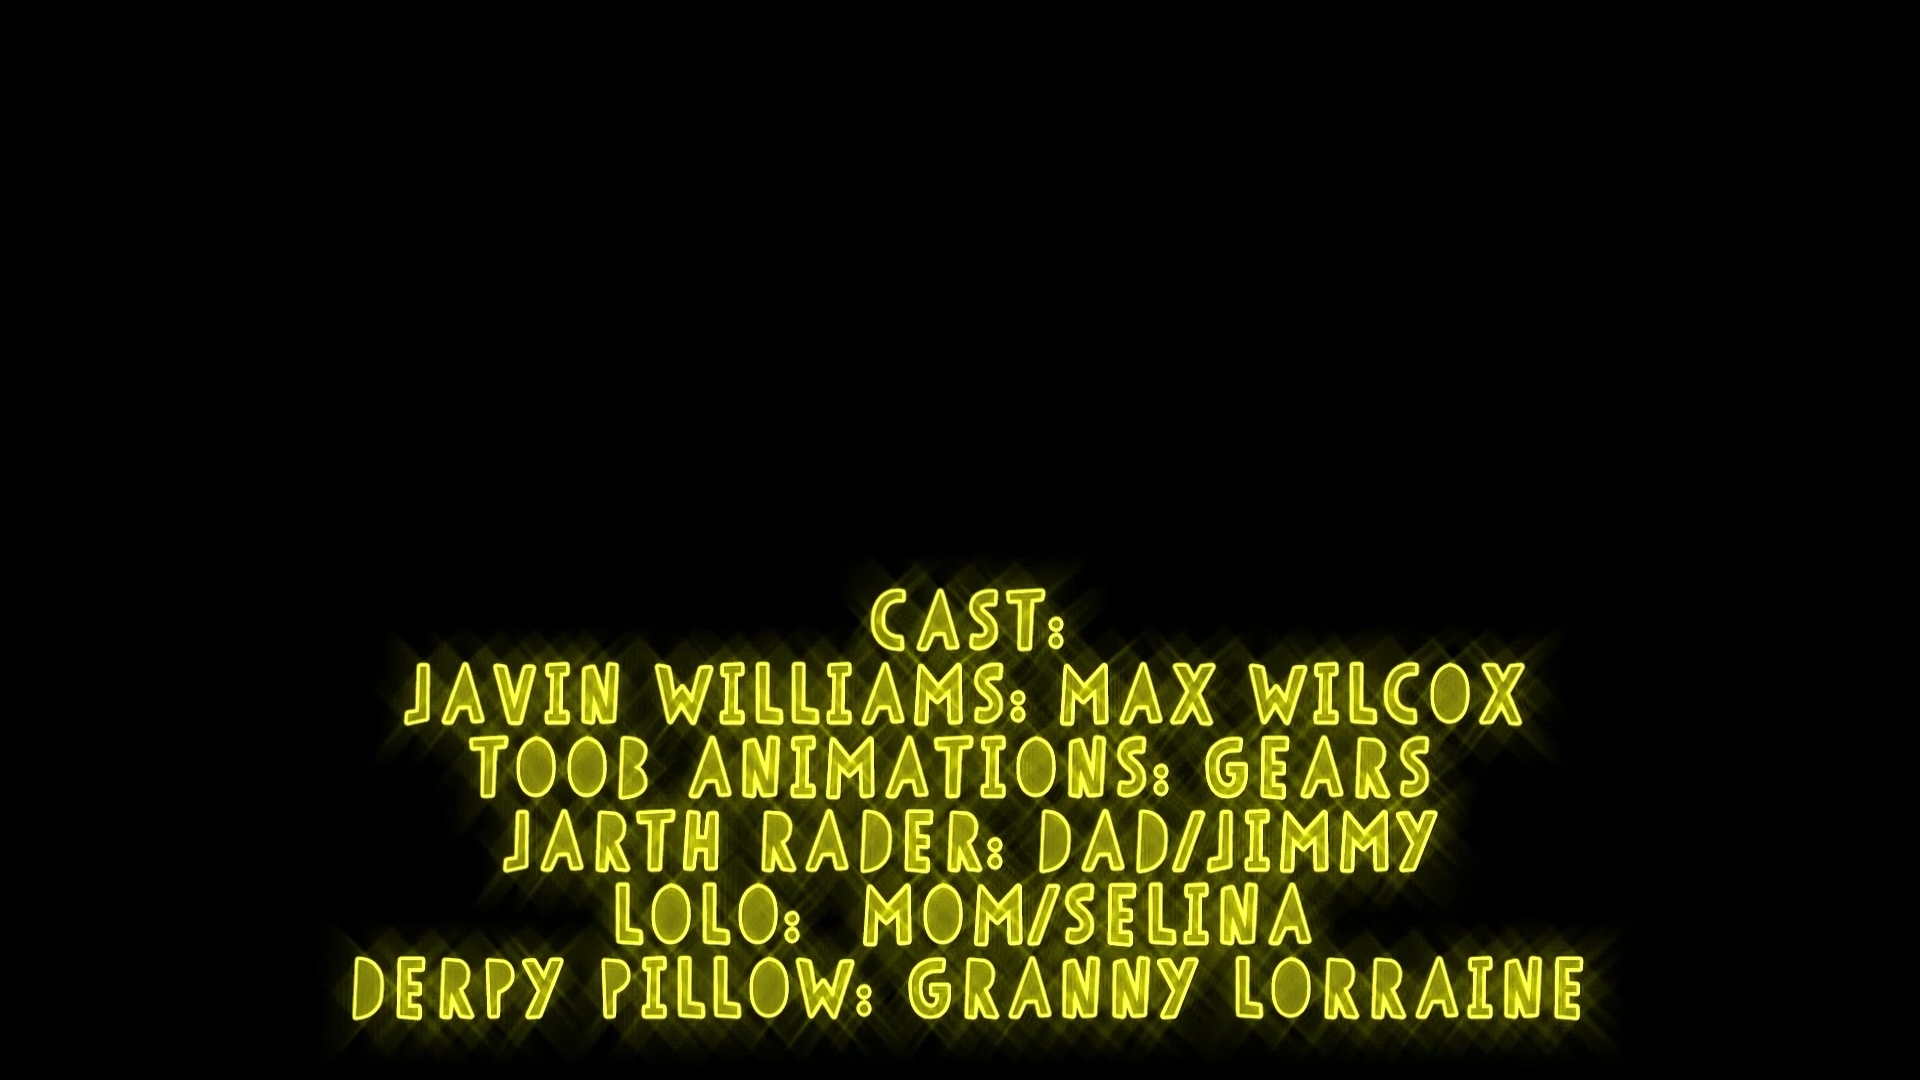 CAST:
JAVIN WILLIAMS: MAX WILCOX
TOOB ANIMATIONS: GEARS
JARTH RADER: DAD/JIMMY
LOLO: MOM/SELINA
DERPY PILLOW: GRANNY LORRAINE